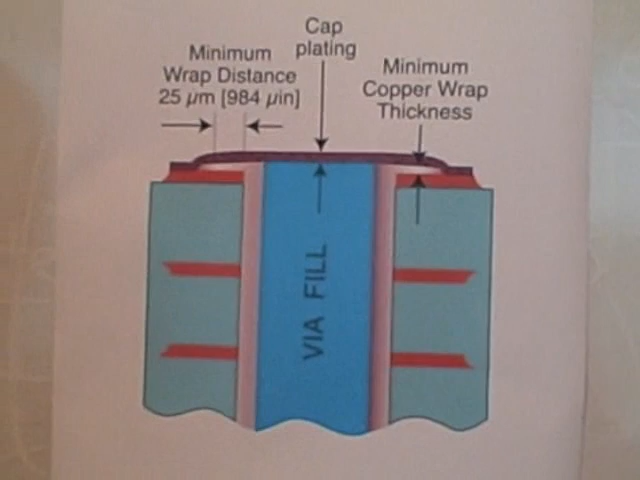 Cap
plating
Minimum
Wrap Distance
25 µm [984 µin]
Minimum
Copper Wrap
Thickness
VIA FILL